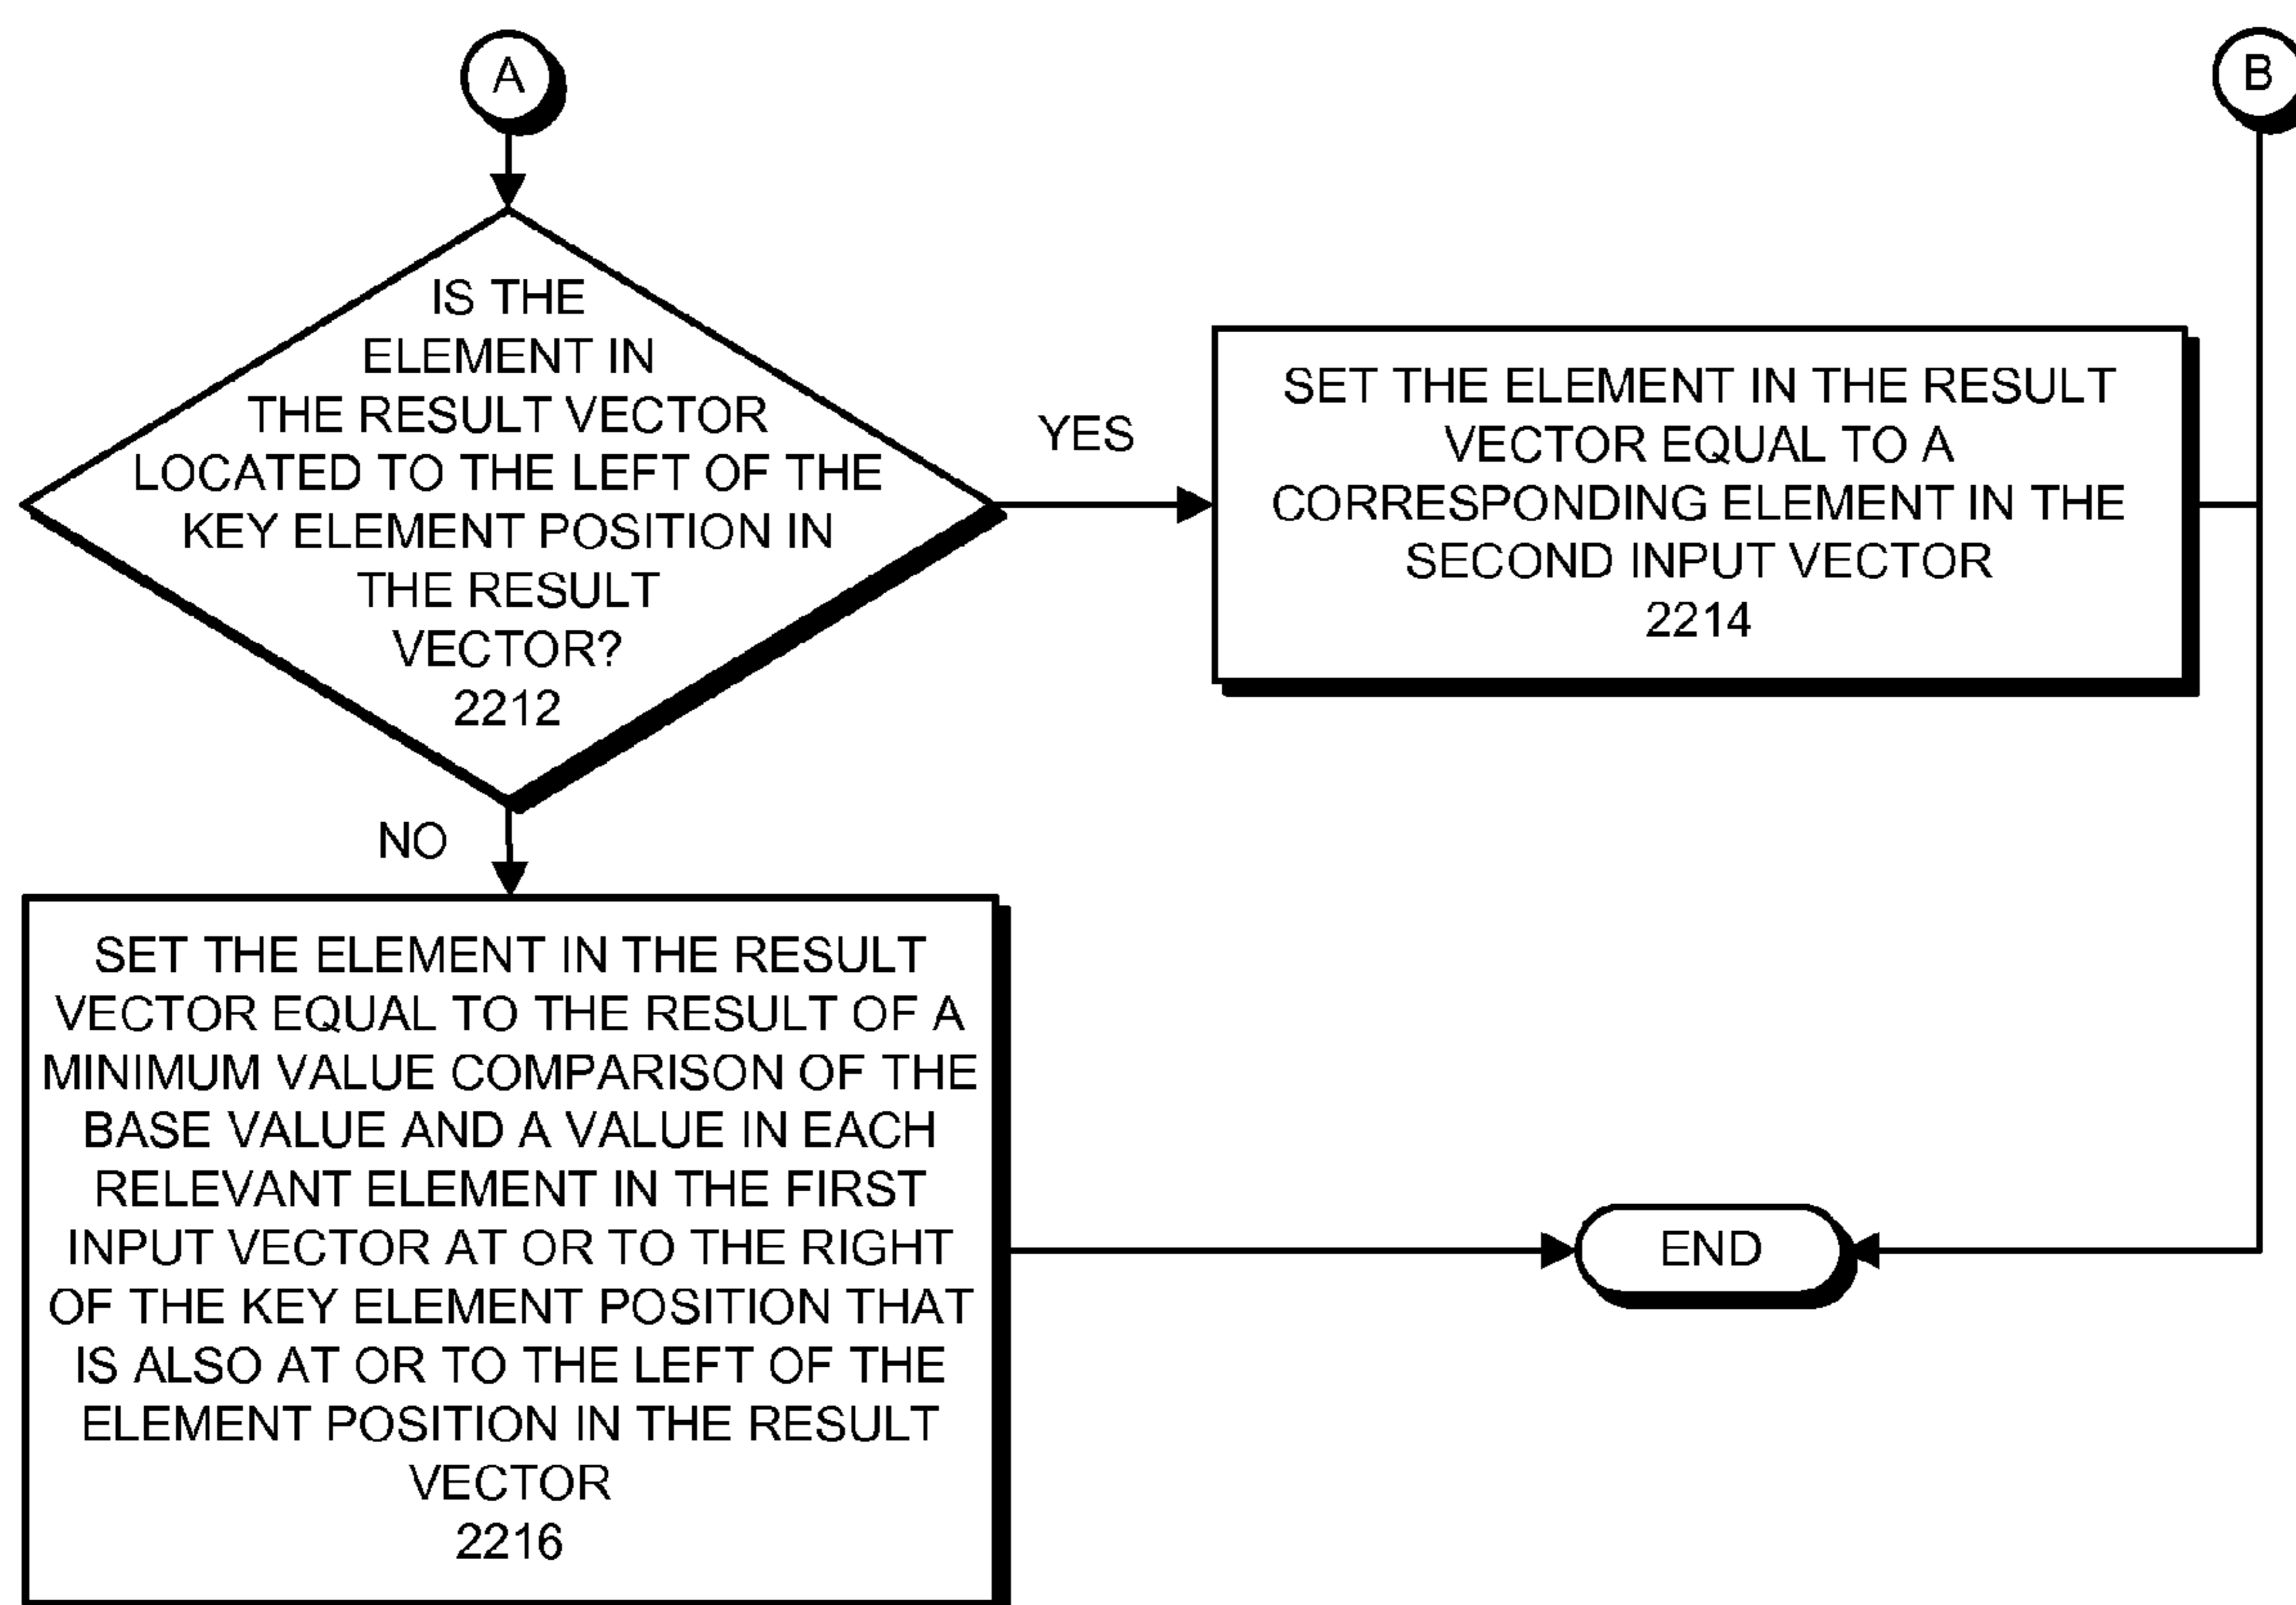 A
B
IS THE
ELEMENT IN
THE RESULT VECTOR
LOCATED TO THE LEFT OF THE
KEY ELEMENT POSITION IN
THE RESULT
VECTOR?
2212
YES
SET THE ELEMENT IN THE RESULT
VECTOR EQUAL TO A
CORRESPONDING ELEMENT IN THE
SECOND INPUT VECTOR
2214
NO
SET THE ELEMENT IN THE RESULT
VECTOR EQUAL TO THE RESULT OF A
MINIMUM VALUE COMPARISON OF THE
BASE VALUE AND A VALUE IN EACH
RELEVANT ELEMENT IN THE FIRST
INPUT VECTOR AT OR TO THE RIGHT
OF THE KEY ELEMENT POSITION THAT
IS ALSO AT OR TO THE LEFT OF THE
ELEMENT POSITION IN THE RESULT
VECTOR
2216
END